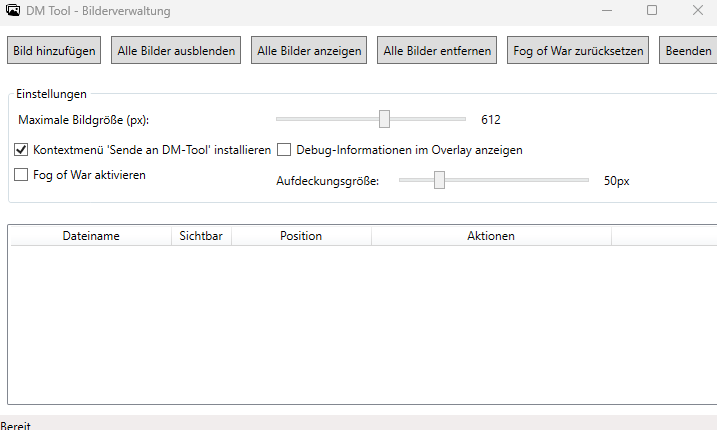 DM Tool - Bilderverwaltung
Bild hinzufügen Alle Bilder ausblenden Alle Bilder anzeigen Alle Bilder entfernen Fog of War zurücksetzen Beenden
Einstellungen
Maximale Bildgröße (px): 612
Kontextmenü 'Sende an DM-Tool' installieren Debug-Informationen im Overlay anzeigen
Fog of War aktivieren Aufdeckungsgröße: 50px
Dateiname Sichtbar Position Aktionen
Bereit